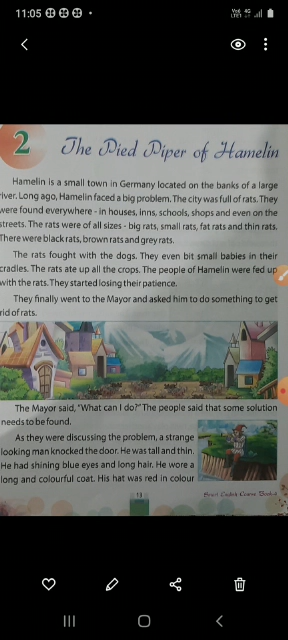 11:05
Vo5 4G
LTE1
2
The Pied Piper of Hamelin
Hamelin is a small town in Germany located on the banks of a large
iver. Long ago, Hamelin faced a big problem. The city was full of rats. They
were found everywhere - in houses, inns, schools, shops and even on the
streets. The rats were of all sizes - big rats, small rats, fat rats and thin rats.
There were black rats, brown rats and grey rats.
The rats fought with the dogs. They even bit small babies in their
cradles. The rats ate up all the crops. The people of Hamelin were fed up
with the rats. They started losing their patience.
They finally went to the Mayor and asked him to do something to get
rid of rats.
The Mayor said, "What can I do?" The people said that some solution
needs to be found.
As they were discussing the problem, a strange
looking man knocked the door. He was tall and thin.
He had shining blue eyes and long hair. He wore a
long and colourful coat. His hat was red in colour
Smart English Course Book-4